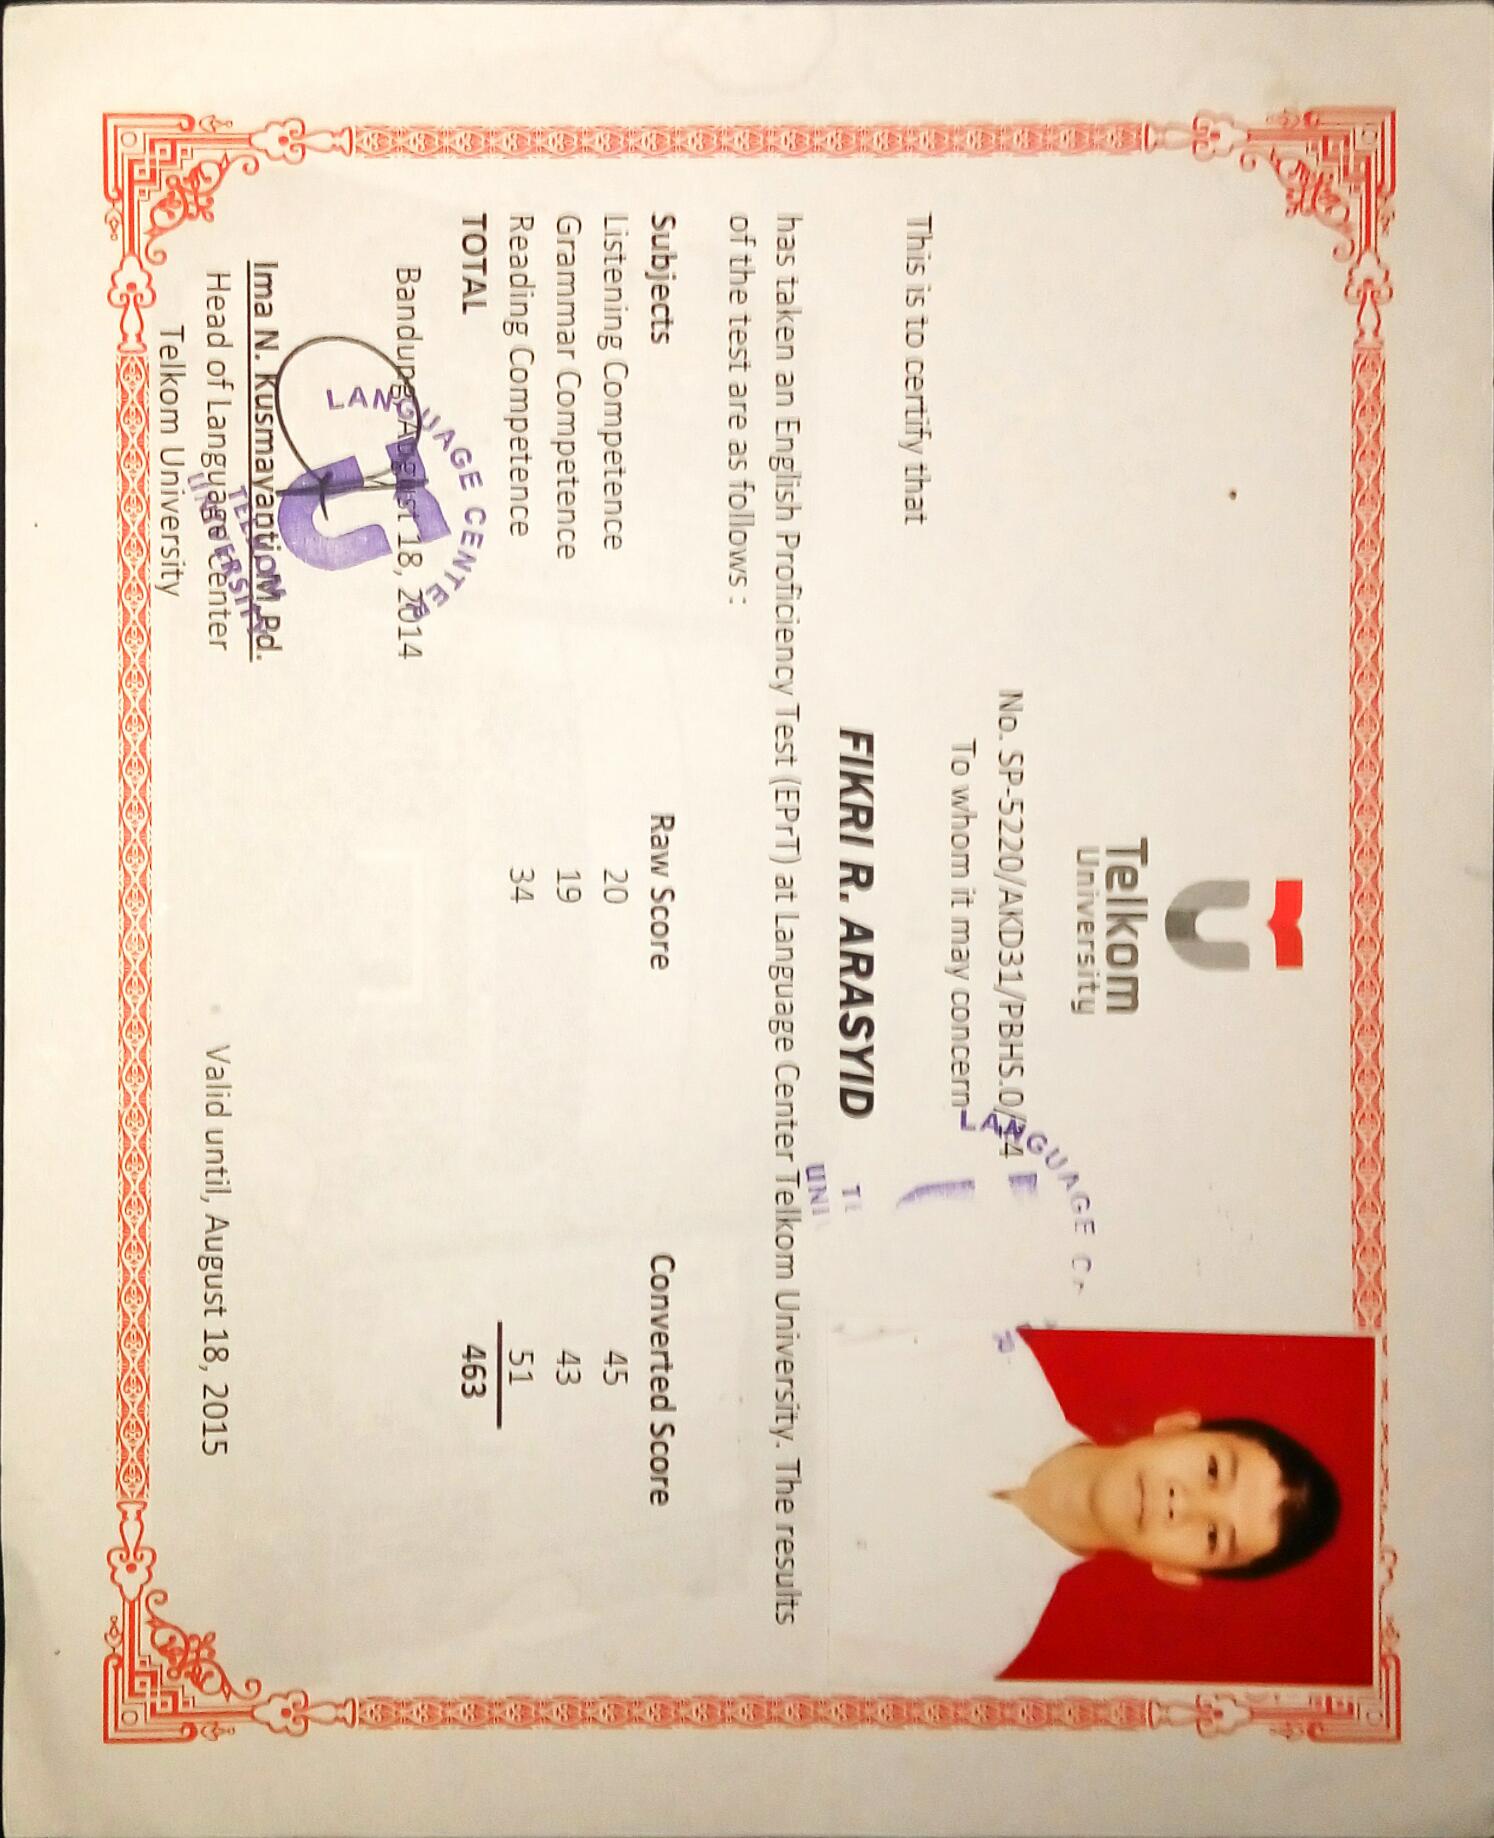 Telkom
University
No. SP-5220/AKD31/PBHS.0/14
To whom it may concern
LANGUAGE
This is to certify that
FIKRI R. ARASYID
UNI
has taken an English Proficiency Test (EPrT) at Language Center Telkom University. The results
of the test are as follows :
Subjects Raw Score Converted Score
Listening Competence 20 45
Grammar Competence 19 43
Reading Competence 34 51
TOTAL 463
LANGUAGE CENTER
Bandung, August 18, 2014
Ima N. Kusmayanti, M.Pd.
TELKOM
UNIVERSITY
Head of Language Center Valid until, August 18, 2015
Telkom University